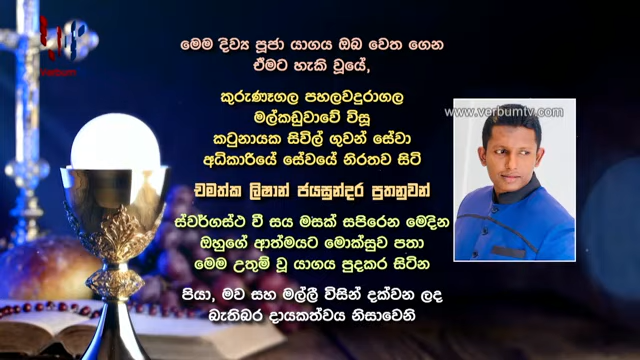 verbum
මෙම දිව්‍ය පූජා යාගය ඔබ වෙත ගෙන
ඒමට හැකි වූයේ,
කුරුණෑගල පහලවදුරාගල
මල්කඩුවාවේ විසූ
කටුනායක සිවිල් ගුවන් සේවා
අධිකාරියේ සේවයේ නිරතව සිටි
චමත්ක ලිෂාන් ජයසුන්දර පුතනුවන්
ස්වර්ගස්ථ වී සය මසක් සපිරෙන මෙදින
ඔහුගේ ආත්මයට මොක්සුව පතා
මෙම උතුම් වූ යාගය පුදකර සිටින
පියා, මව සහ මල්ලී විසින් දක්වන ලද
බැතිබර දායකත්වය නිසාවෙනි
www.verbumtv.com